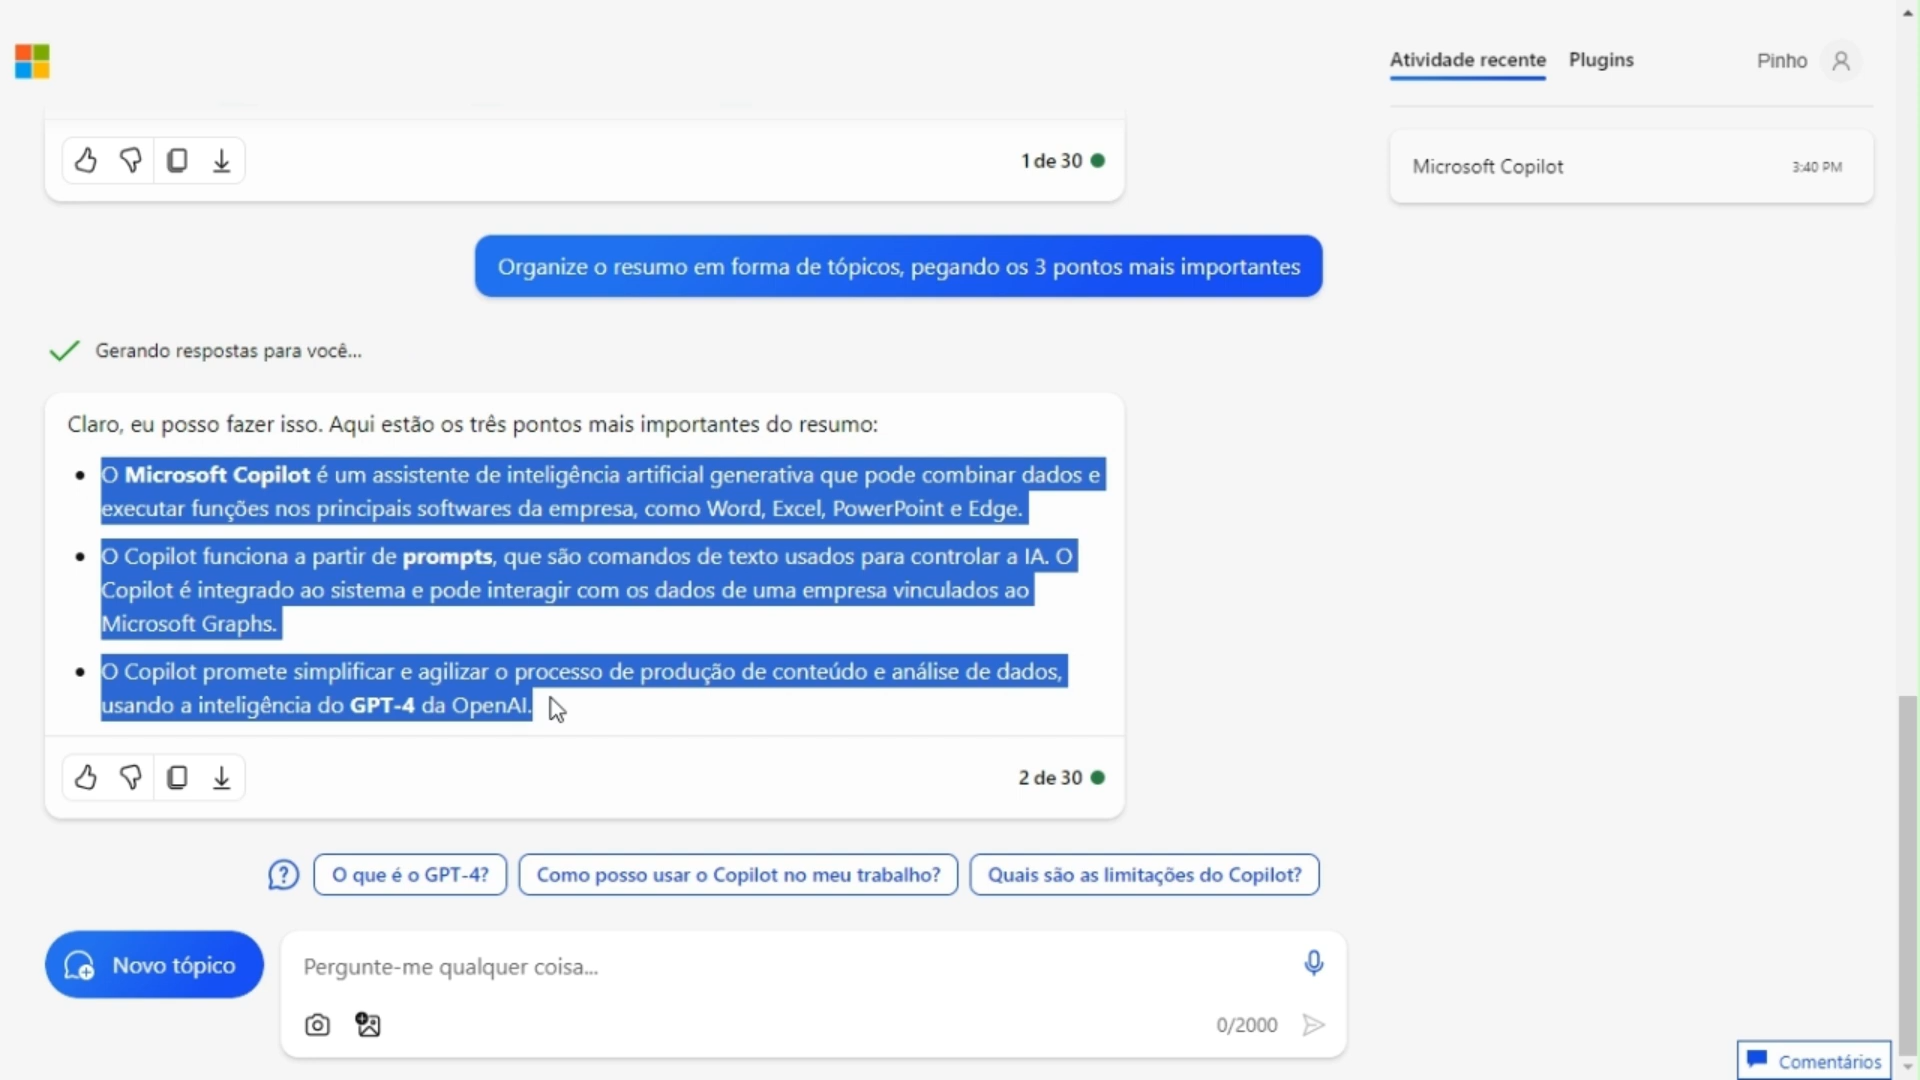 Atividade recente Plugins Pinho
Microsoft Copilot 3:40 PM
1 de 30
Organize o resumo em forma de tópicos, pegando os 3 pontos mais importantes
Gerando respostas para você...
Claro, eu posso fazer isso. Aqui estão os três pontos mais importantes do resumo:
• O Microsoft Copilot é um assistente de inteligência artificial generativa que pode combinar dados e
executar funções nos principais softwares da empresa, como Word, Excel, PowerPoint e Edge.
• O Copilot funciona a partir de prompts, que são comandos de texto usados para controlar a IA. O
Copilot é integrado ao sistema e pode interagir com os dados de uma empresa vinculados ao
Microsoft Graphs.
• O Copilot promete simplificar e agilizar o processo de produção de conteúdo e análise de dados,
usando a inteligência do GPT-4 da OpenAI.
2 de 30
O que é o GPT-4? Como posso usar o Copilot no meu trabalho? Quais são as limitações do Copilot?
Novo tópico
Pergunte-me qualquer coisa...
0/2000
Comentários